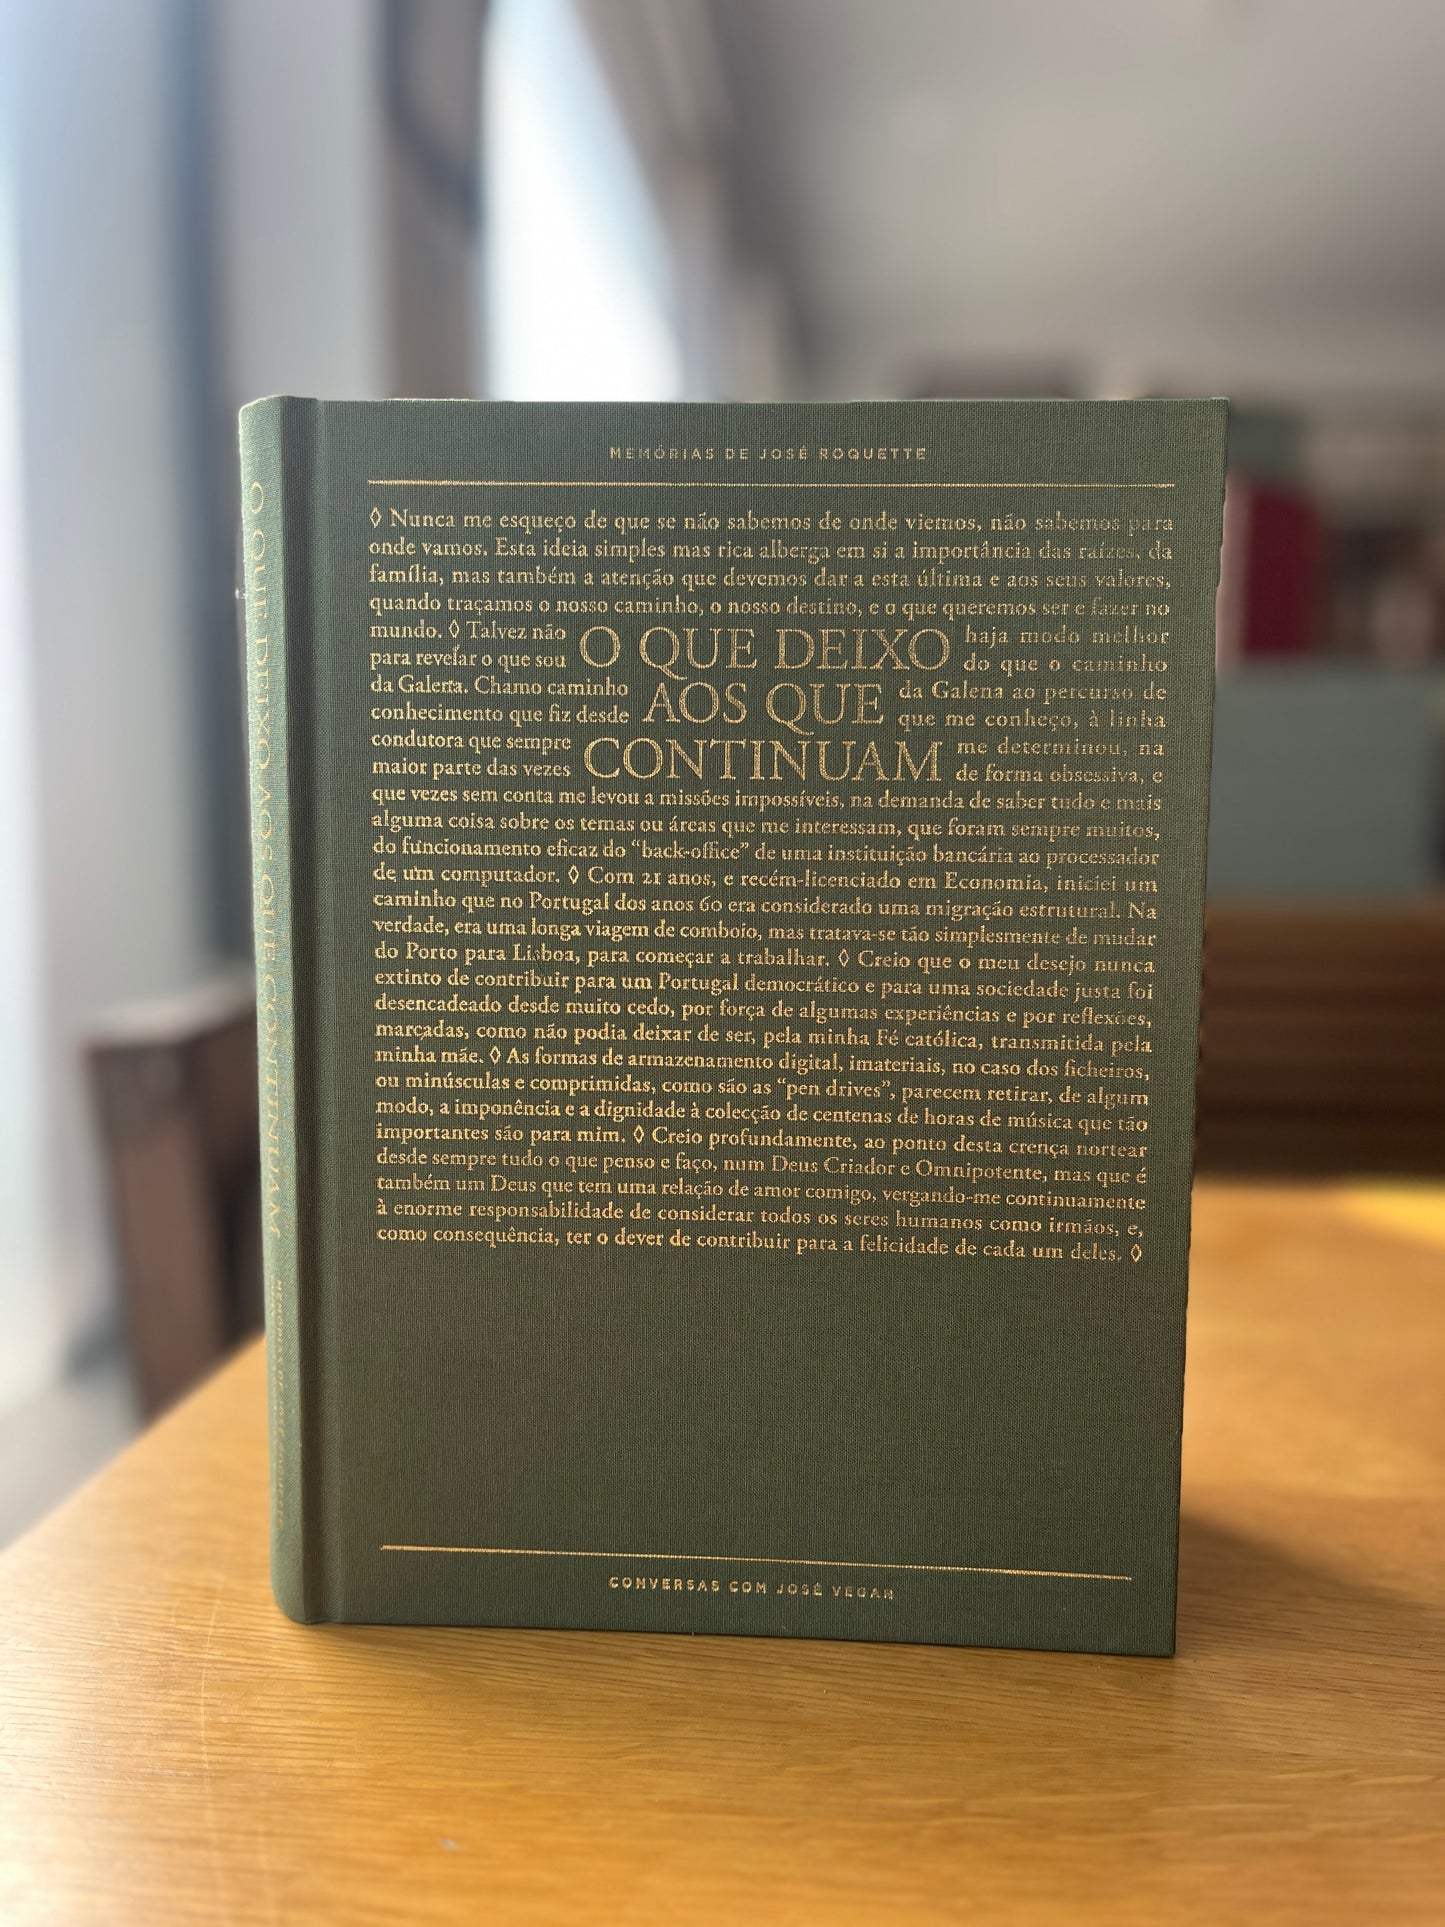 MEMÓRIAS DE JOSÉ ROQUETTE
◊ Nunca me esqueço de que se não sabemos de onde viemos, não sabemos para
onde vamos. Esta ideia simples mas rica alberga em si a importância das raízes, da
família, mas também a atenção que devemos dar a esta última e aos seus valores,
quando traçamos o nosso caminho, o nosso destino, e o que queremos ser e fazer no
mundo. ◊ Talvez não haja modo melhor
para revelar o que sou do que o caminho
da Galena. Chamo caminho da Galena ao percurso de
conhecimento que fiz desde que me conheço, à linha
condutora que sempre me determinou, na
maior parte das vezes de forma obsessiva, e
O QUE DEIXO
AOS QUE
CONTINUAM
que vezes sem conta me levou a missões impossíveis, na demanda de saber tudo e mais
alguma coisa sobre os temas ou áreas que me interessam, que foram sempre muitos,
do funcionamento eficaz do “back-office” de uma instituição bancária ao processador
de um computador. ◊ Com 21 anos, e recém-licenciado em Economia, iniciei um
caminho que no Portugal dos anos 60 era considerado uma migração estrutural. Na
verdade, era uma longa viagem de comboio, mas tratava-se tão simplesmente de mudar
do Porto para Lisboa, para começar a trabalhar. ◊ Creio que o meu desejo nunca
extinto de contribuir para um Portugal democrático e para uma sociedade justa foi
desencadeado desde muito cedo, por força de algumas experiências e por reflexões,
marcadas, como não podia deixar de ser, pela minha Fé católica, transmitida pela
minha mãe. ◊ As formas de armazenamento digital, imateriais, no caso dos ficheiros,
ou minúsculas e comprimidas, como são as “pen drives”, parecem retirar, de algum
modo, a imponência e a dignidade à colecção de centenas de horas de música que tão
importantes são para mim. ◊ Creio profundamente, ao ponto desta crença nortear
desde sempre tudo o que penso e faço, num Deus Criador e Omnipotente, mas que é
também um Deus que tem uma relação de amor comigo, vergando-me continuamente
à enorme responsabilidade de considerar todos os seres humanos como irmãos, e,
como consequência, ter o dever de contribuir para a felicidade de cada um deles. ◊
CONVERSAS COM JOSÉ VEGAR
O QUE DEIXO AOS QUE CONTINUAM
MEMÓRIAS DE JOSÉ ROQUETTE